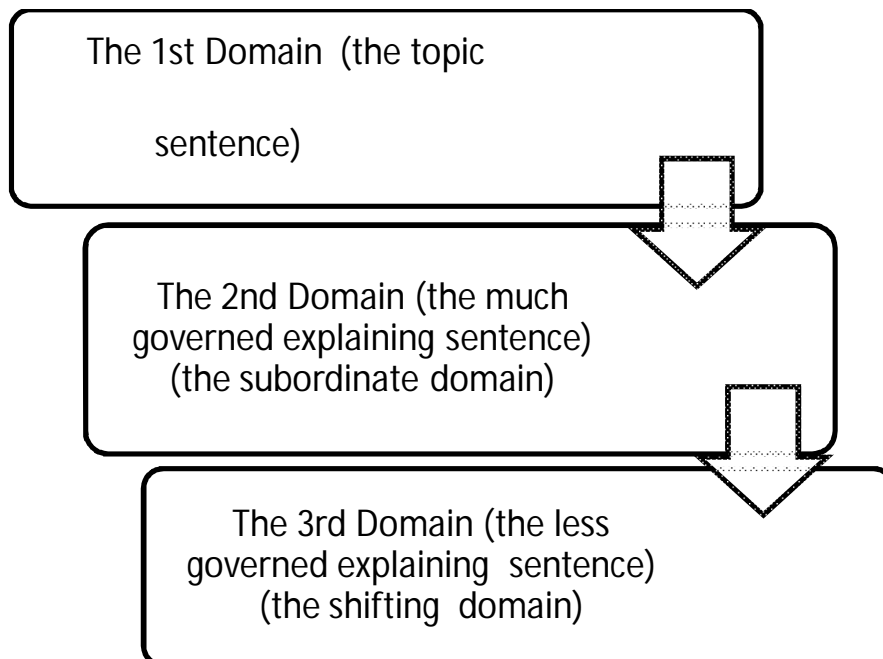 The 1st Domain (the topic
sentence)
The 2nd Domain (the much
governed explaining sentence)
(the subordinate domain)
The 3rd Domain (the less
governed explaining sentence)
(the shifting domain)